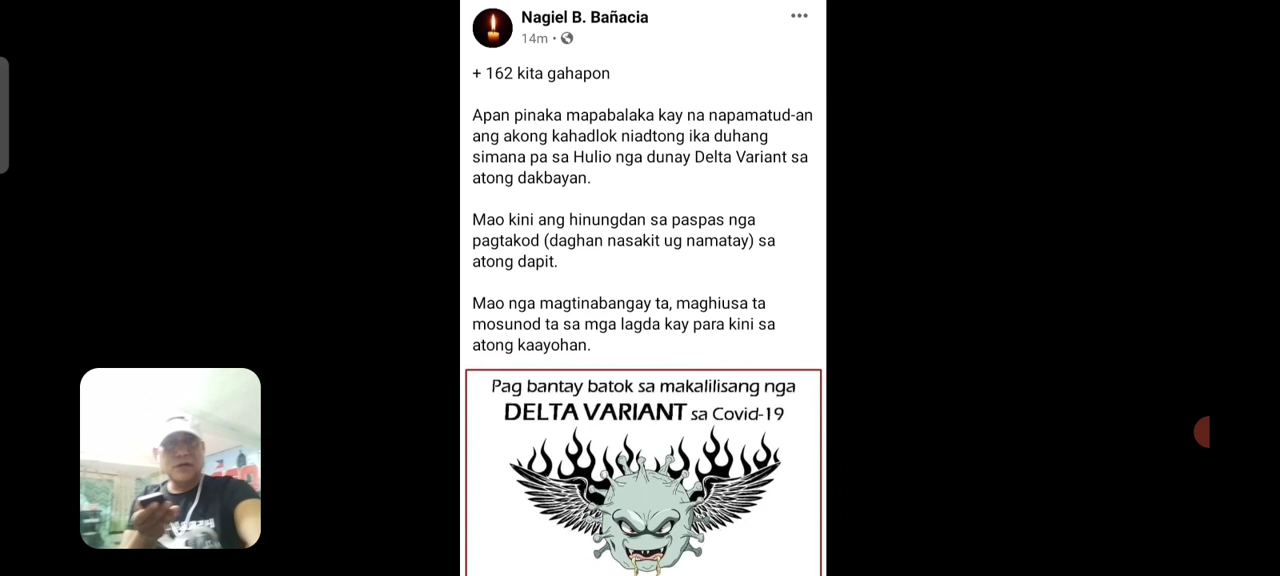 Nagiel B. Bañacia
14m •
+ 162 kita gahapon
Apan pinaka mapabalaka kay na napamatud-an
ang akong kahadlok niadtong ika duhang
simana pa sa Hulio nga dunay Delta Variant sa
atong dakbayan.
Mao kini ang hinungdan sa paspas nga
pagtakod (daghan nasakit ug namatay) sa
atong dapit.
Mao nga magtinabangay ta, maghiusa ta
mosunod ta sa mga lagda kay para kini sa
atong kaayohan.
Pag bantay batok sa makalilisang nga
DELTA VARIANT sa Covid-19